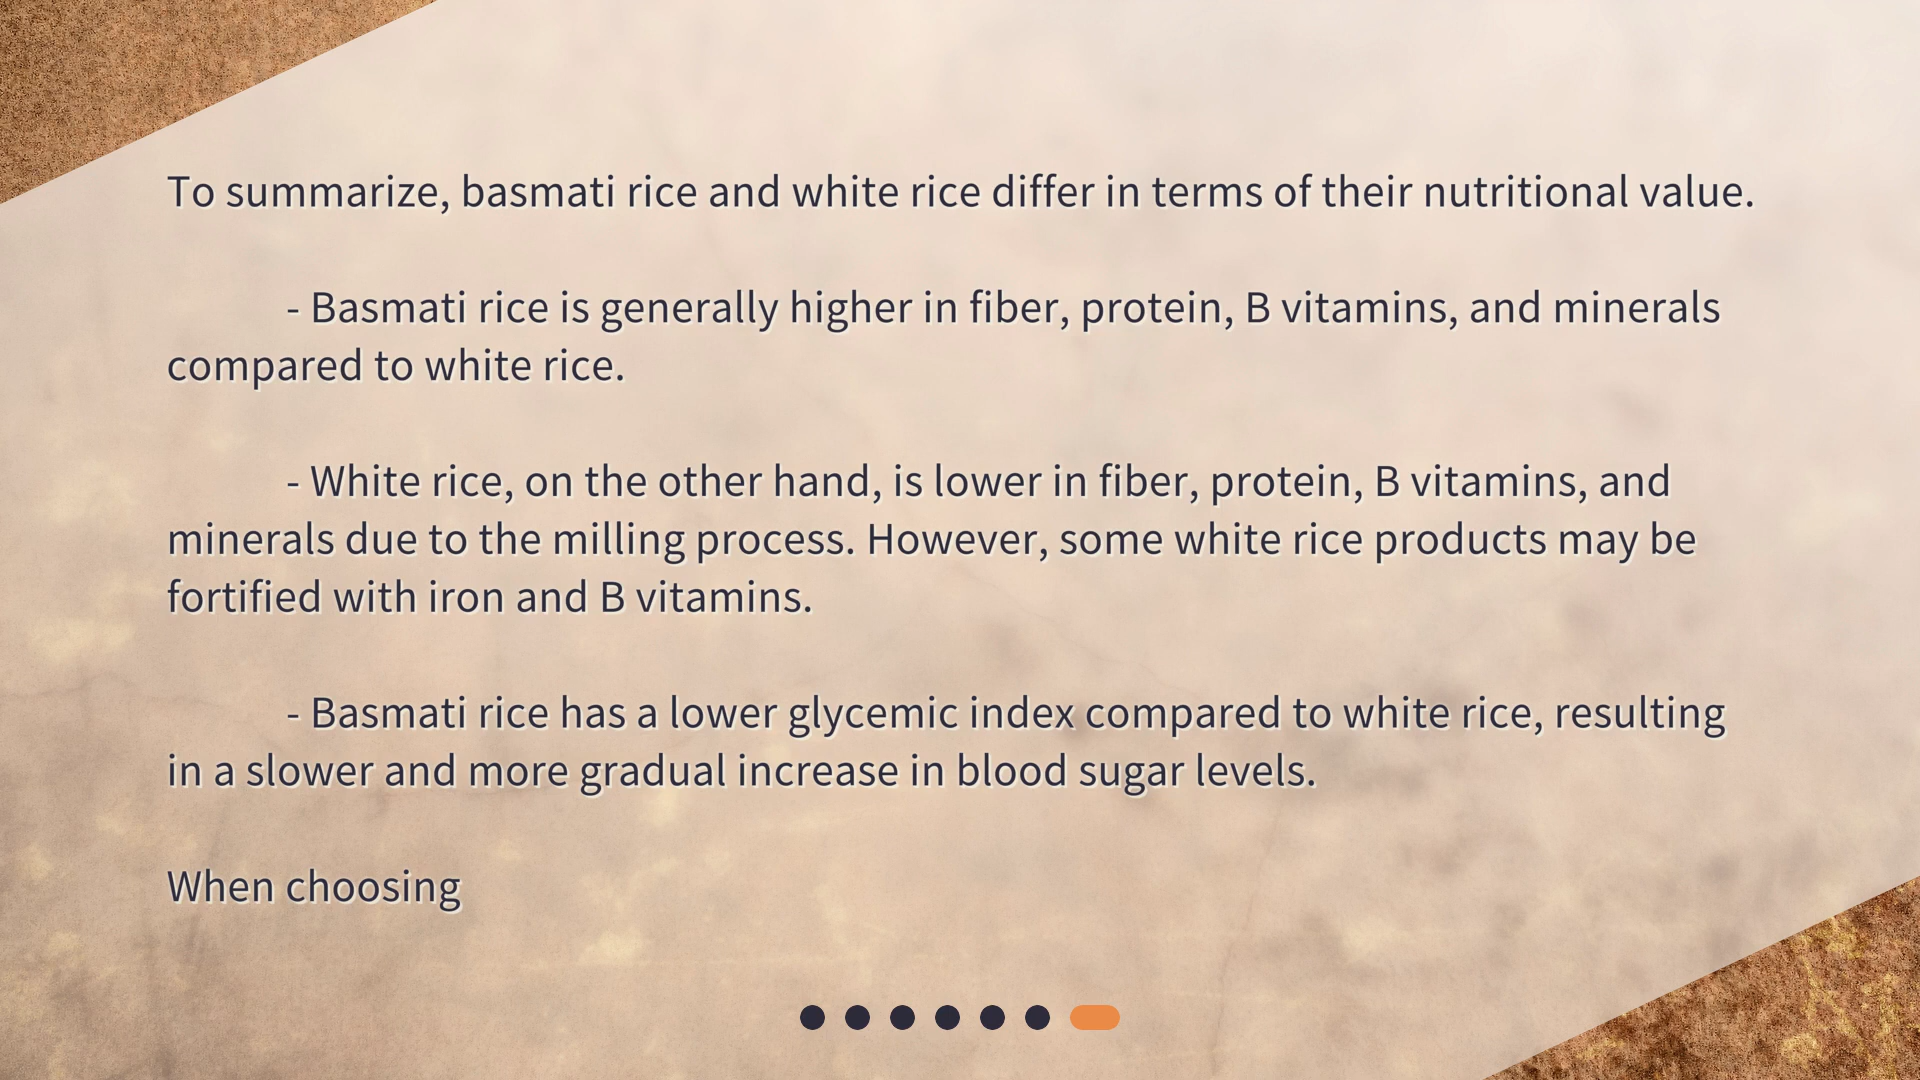 To summarize, basmati rice and white rice differ in terms of their nutritional value.
- Basmati rice is generally higher in fiber, protein, B vitamins, and minerals
compared to white rice.
- White rice, on the other hand, is lower in fiber, protein, B vitamins, and
minerals due to the milling process. However, some white rice products may be
fortified with iron and B vitamins.
- Basmati rice has a lower glycemic index compared to white rice, resulting
in a slower and more gradual increase in blood sugar levels.
When choosing